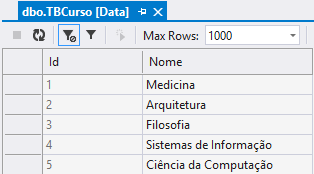 dbo.TBCurso [Data]
Max Rows: 1000
Id Nome
1 Medicina
2 Arquitetura
3 Filosofia
4 Sistemas de Informação
5 Ciência da Computação